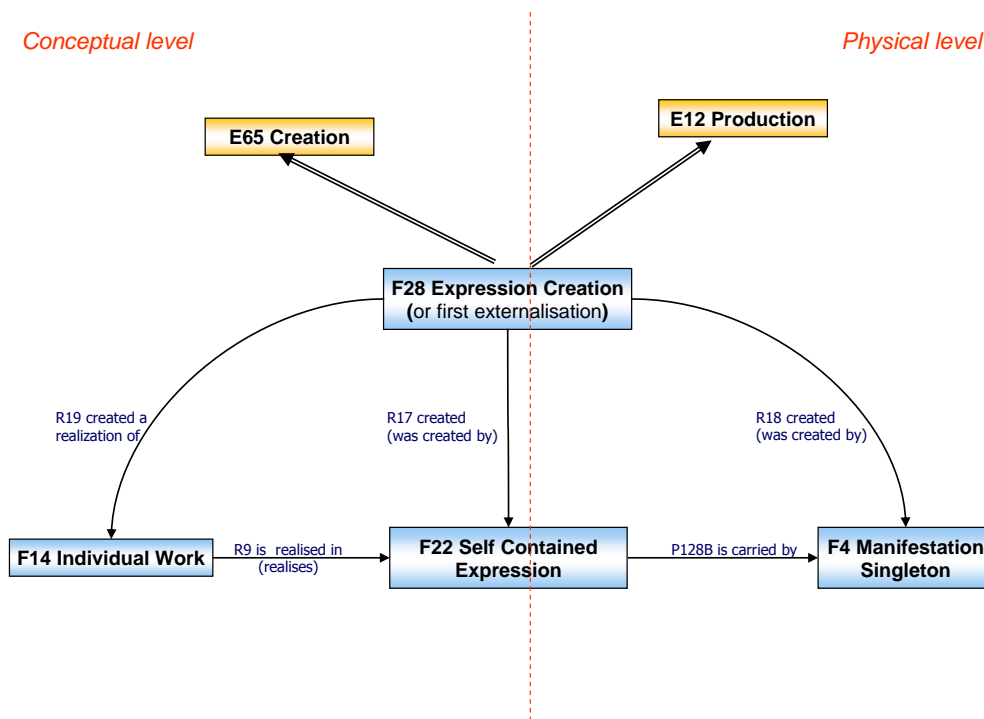 Conceptual level
Physical level
E65 Creation
E12 Production
F28 Expression Creation
(or first externalisation)
R19 created a
realization of
R17 created
(was created by)
R18 created
(was created by)
F14 Individual Work
R9 is realised in
(realises)
F22 Self Contained
Expression
P128B is carried by
F4 Manifestation
Singleton